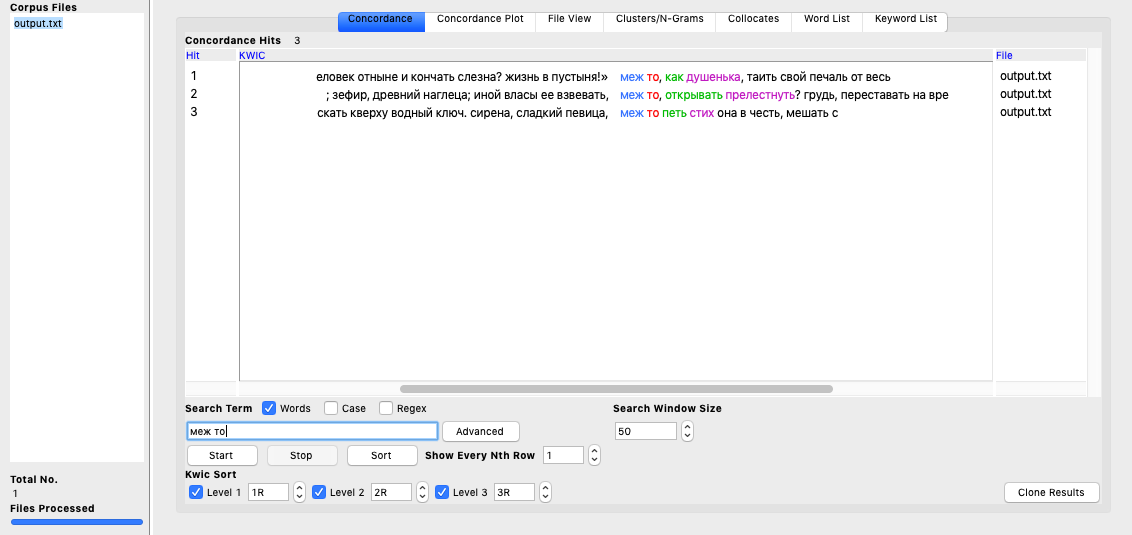 Corpus Files
output.txt
Concordance Concordance Plot File View Clusters/N-Grams Collocates Word List Keyword List
Concordance Hits 3
Hit KWIC File
1 еловек отныне и кончать слезна? жизнь в пустыня!» меж то, как душенька, таить свой печаль от весь output.txt
2 ; зефир, древний наглеца; иной власы ее взвевать, меж то, открывать прелестнуть? грудь, переставать на вре output.txt
3 скать кверху водный ключ. сирена, сладкий певица, меж то петь стих она в честь, мешать с output.txt
Search Term Words Case Regex Search Window Size
меж то Advanced 50
Start Stop Sort Show Every Nth Row 1
Kwic Sort
Level 1 1R Level 2 2R Level 3 3R Clone Results
Total No.
1
Files Processed